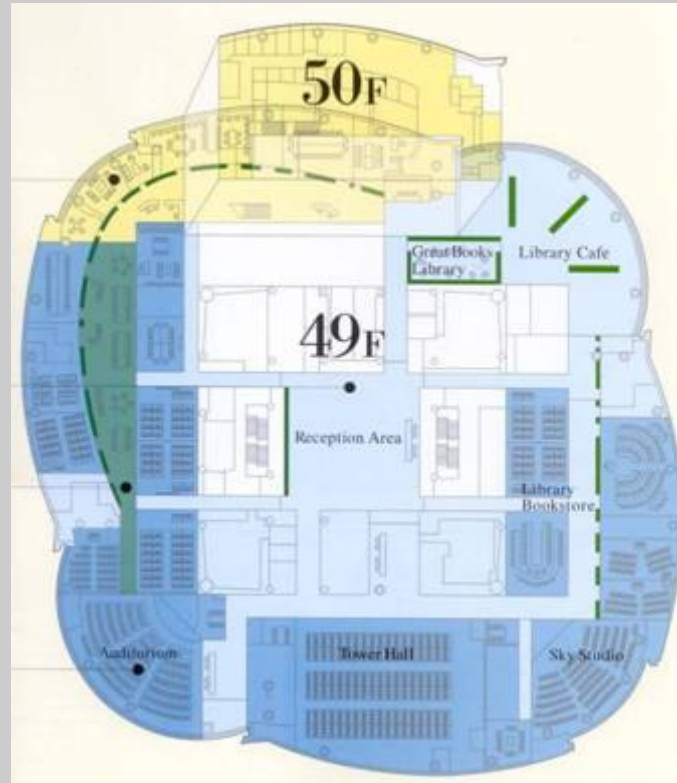 50F
Great Books
Library
Library Cafe
49F
Reception Area
Library
Bookstore
Auditorium
Tower Hall
Sky Studio